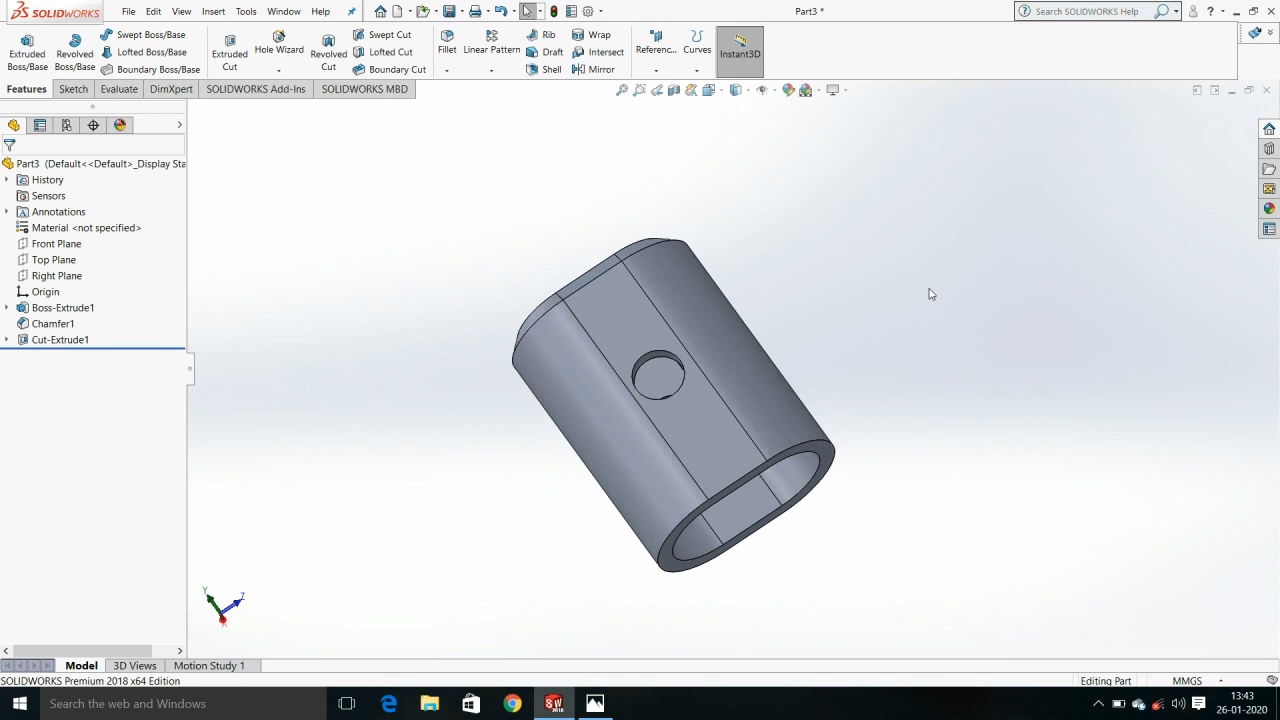 SOLIDWORKS
File Edit View Insert Tools Window Help
Part3 *
Search SOLIDWORKS Help
Extruded Boss/Base
Revolved Boss/Base
Swept Boss/Base
Lofted Boss/Base
Boundary Boss/Base
Extruded Cut
Hole Wizard
Revolved Cut
Swept Cut
Lofted Cut
Boundary Cut
Fillet
Linear Pattern
Rib
Draft
Shell
Wrap
Intersect
Mirror
Referenc...
Curves
Instant3D
Features Sketch Evaluate DimXpert SOLIDWORKS Add-Ins SOLIDWORKS MBD
Part3 (Default<<Default>_Display Sta
History
Sensors
Annotations
Material <not specified>
Front Plane
Top Plane
Right Plane
Origin
Boss-Extrude1
Chamfer1
Cut-Extrude1
Y
Z
X
Model 3D Views Motion Study 1
SOLIDWORKS Premium 2018 x64 Edition
Editing Part
MMGS
Search the web and Windows
SW
2018
13:43
26-01-2020